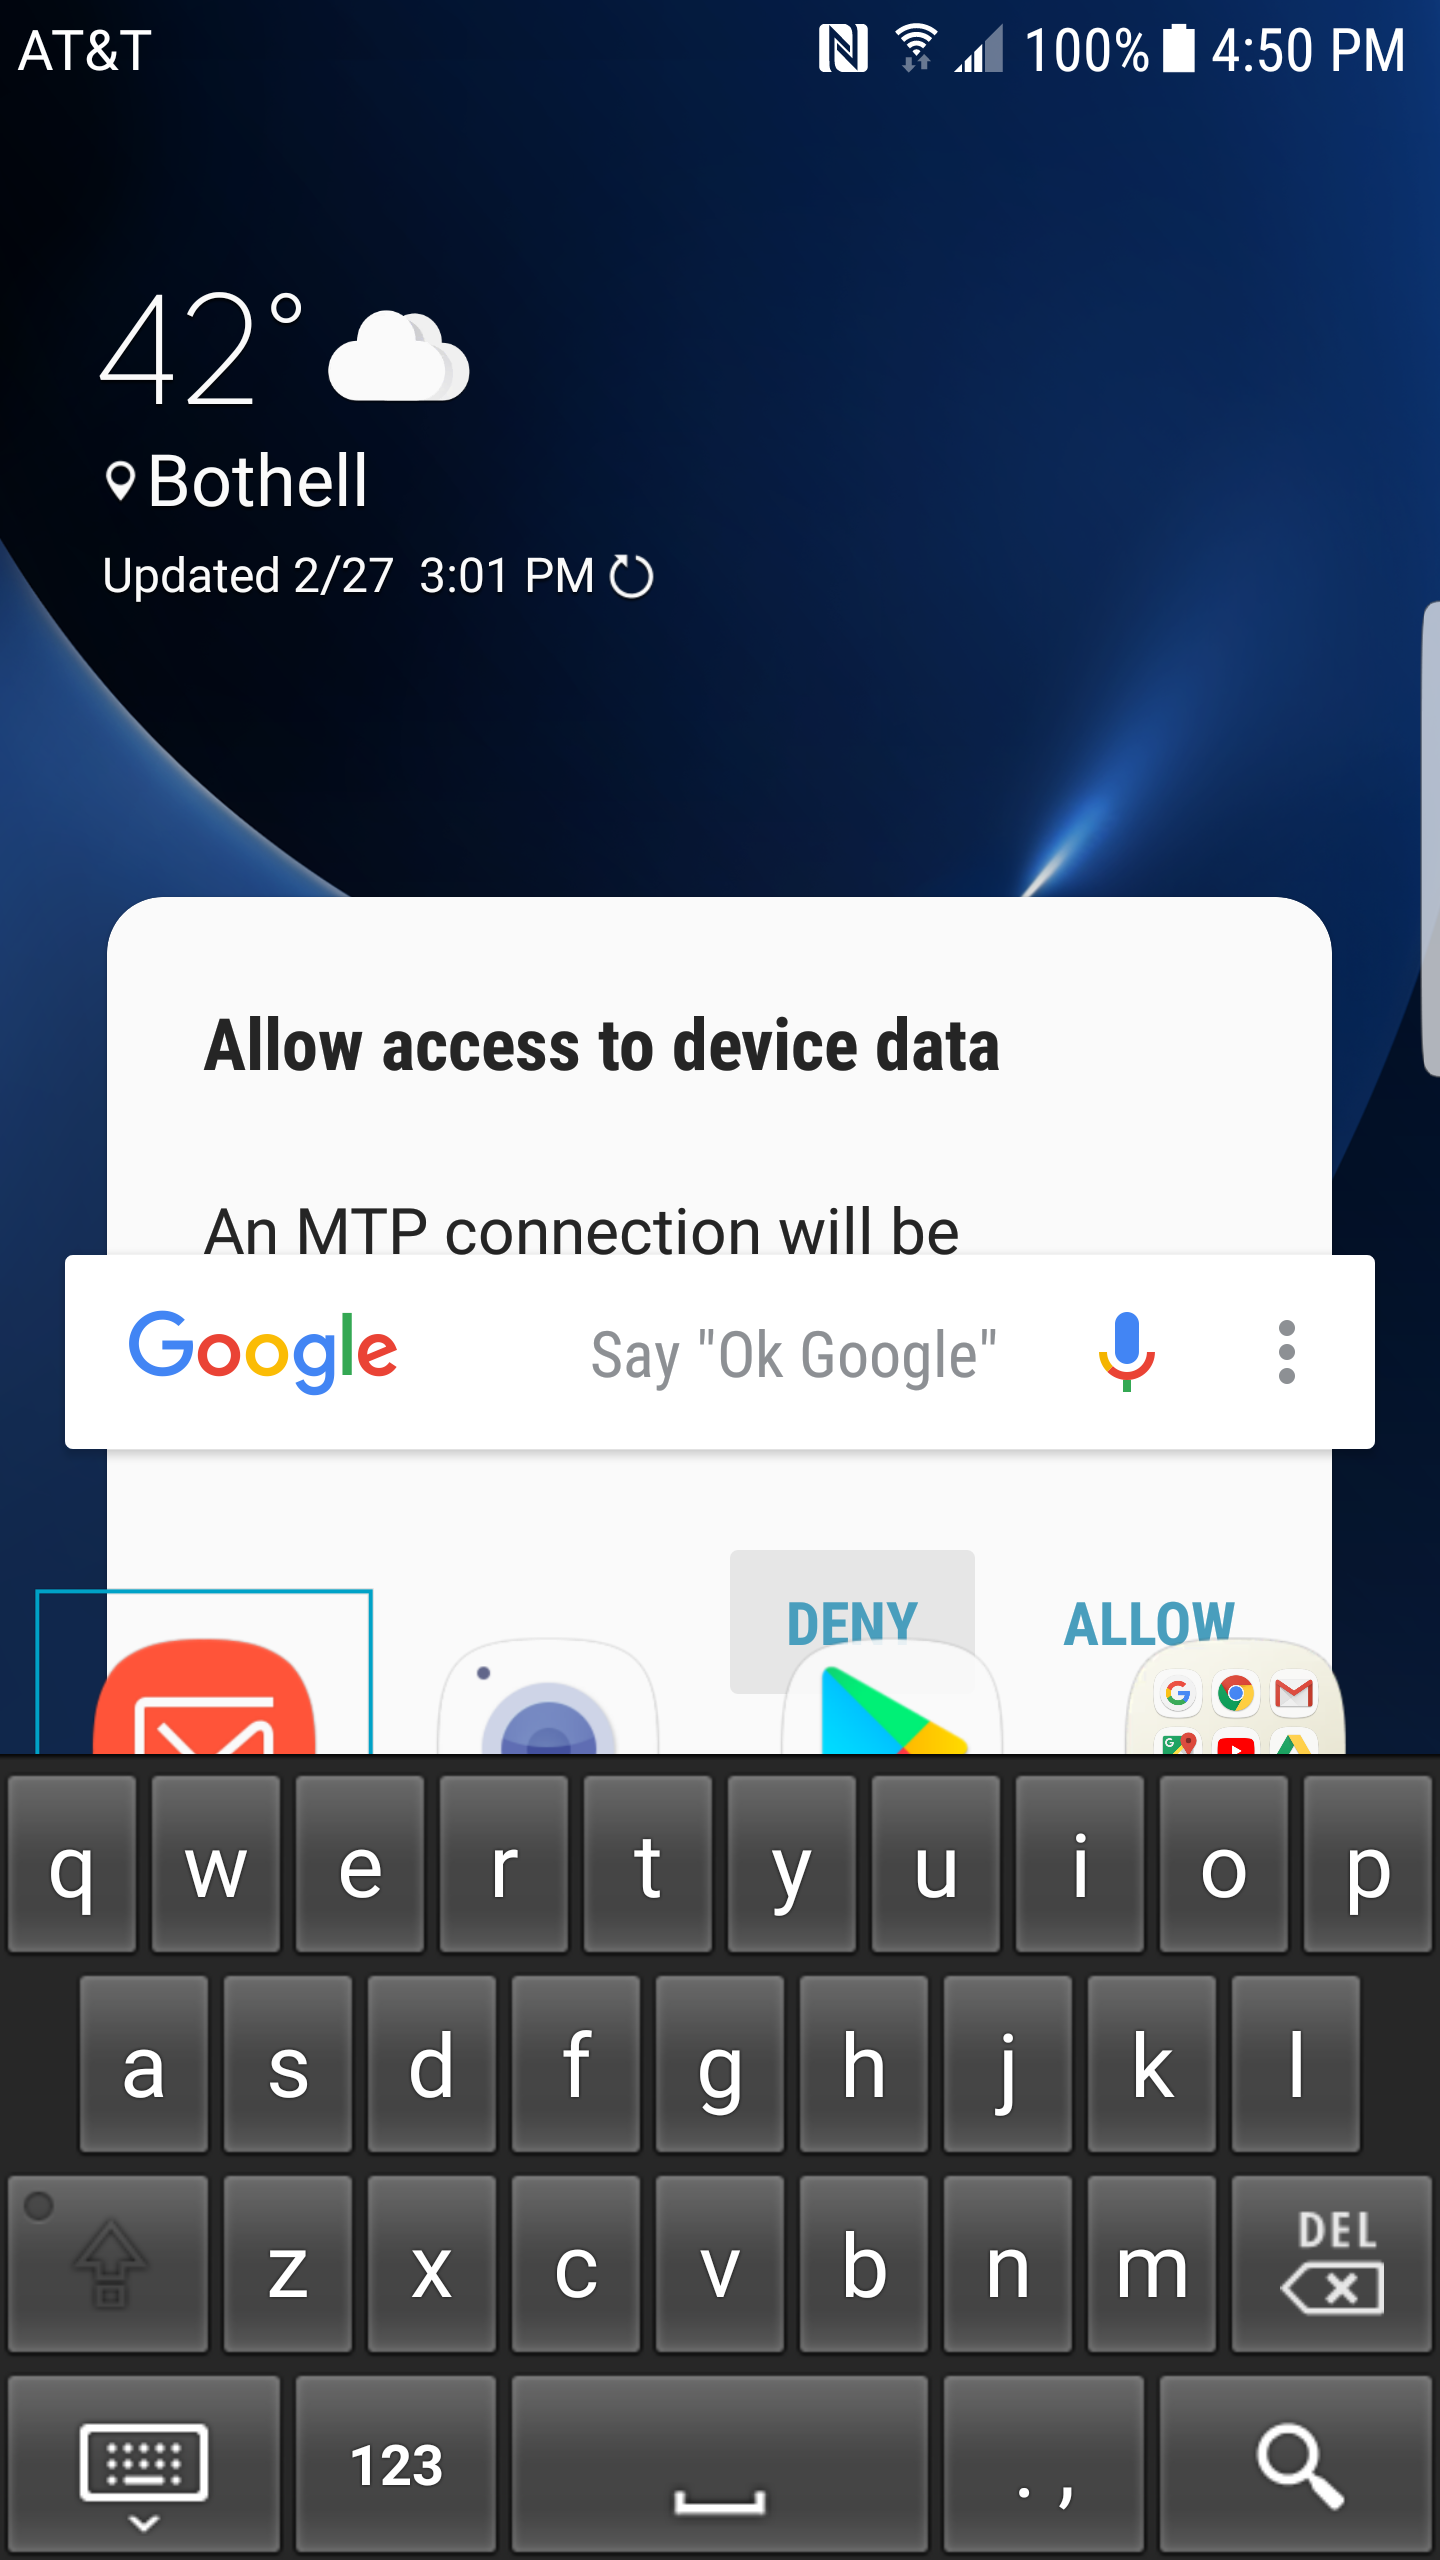 AT&T 100% 4:50 PM
42°
Bothell
Updated 2/27 3:01 PM
Allow access to device data
An MTP connection will be
Google Say "Ok Google"
DENY ALLOW
q w e r t y u i o p
a s d f g h j k l
z x c v b n m DEL
123 . ,